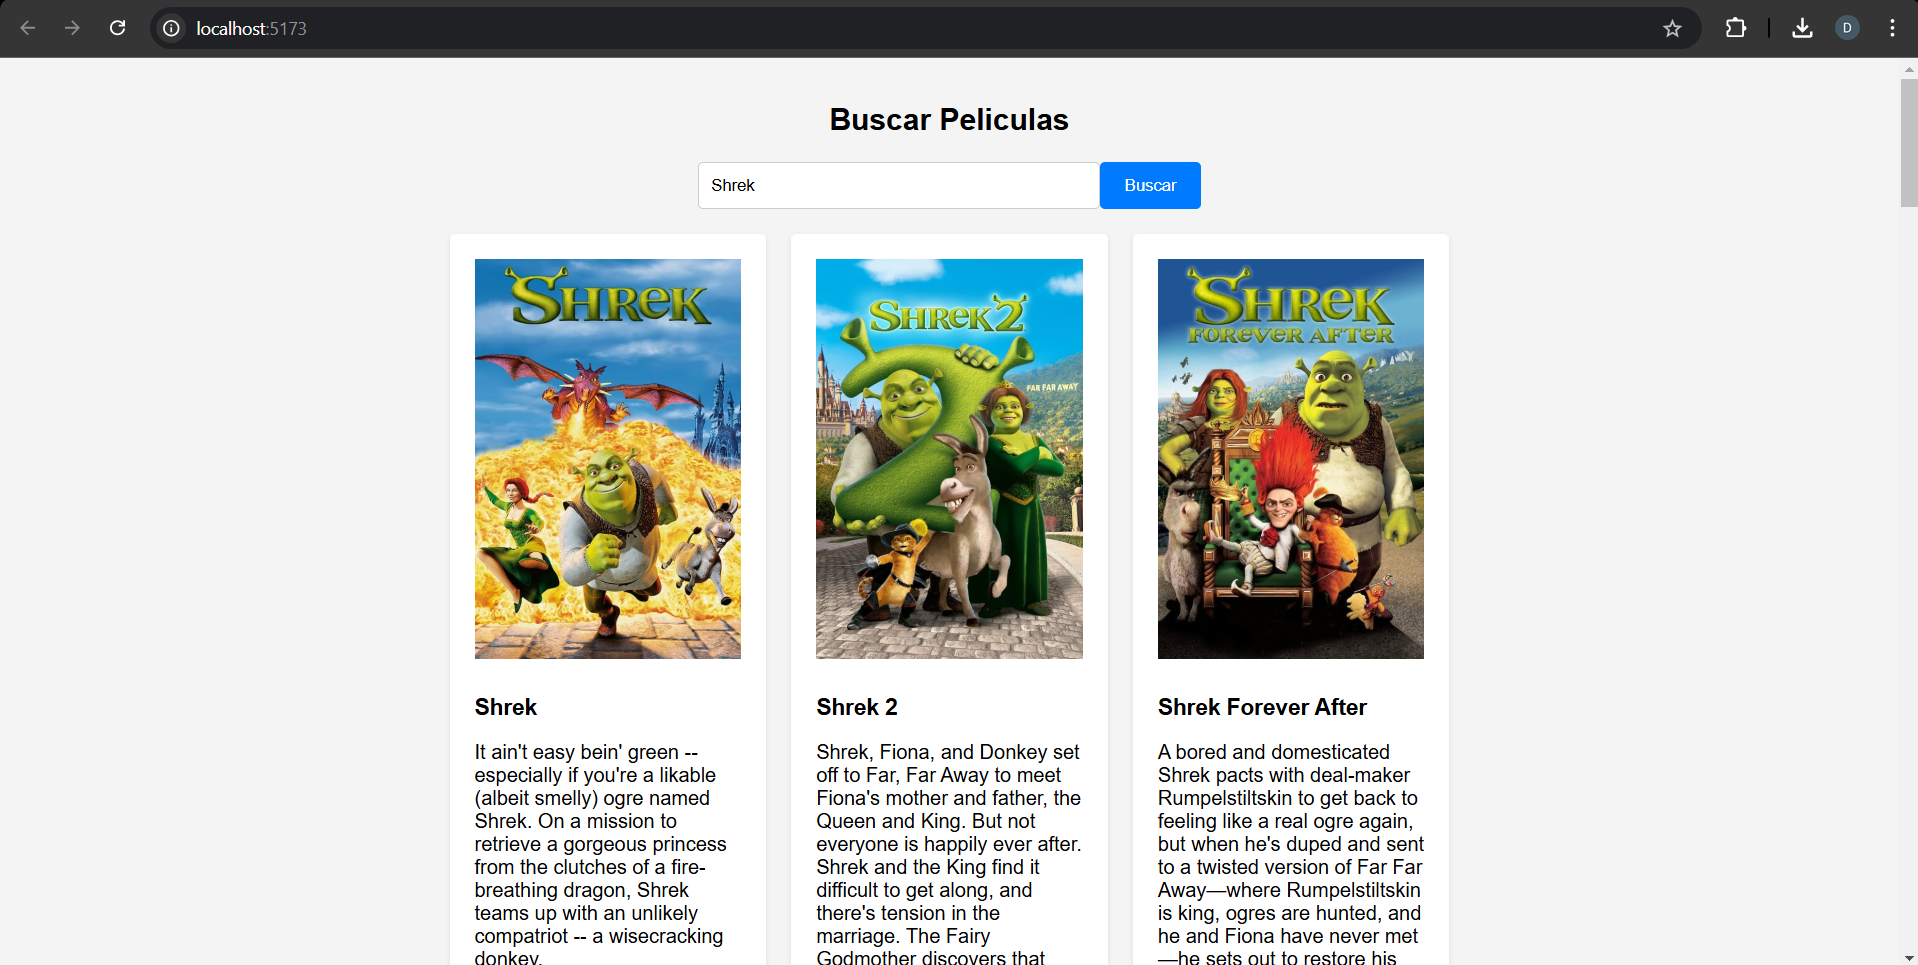 localhost:5173
D
Buscar Peliculas
Shrek
Buscar
SHREK
SHREK 2
FAR FAR AWAY
SHREK
FOREVER AFTER
Shrek
It ain't easy bein' green --
especially if you're a likable
(albeit smelly) ogre named
Shrek. On a mission to
retrieve a gorgeous princess
from the clutches of a fire-
breathing dragon, Shrek
teams up with an unlikely
compatriot -- a wisecracking
donkey.
Shrek 2
Shrek, Fiona, and Donkey set
off to Far, Far Away to meet
Fiona's mother and father, the
Queen and King. But not
everyone is happily ever after.
Shrek and the King find it
difficult to get along, and
there's tension in the
marriage. The Fairy
Godmother discovers that
Shrek Forever After
A bored and domesticated
Shrek pacts with deal-maker
Rumpelstiltskin to get back to
feeling like a real ogre again,
but when he's duped and sent
to a twisted version of Far Far
Away—where Rumpelstiltskin
is king, ogres are hunted, and
he and Fiona have never met
—he sets out to restore his